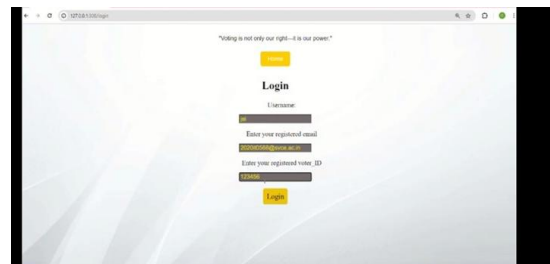 "Voting is not only our right—it is our power."
Home
Login
Username:
Enter your registered email
Enter your registered voter_ID
123456
Login